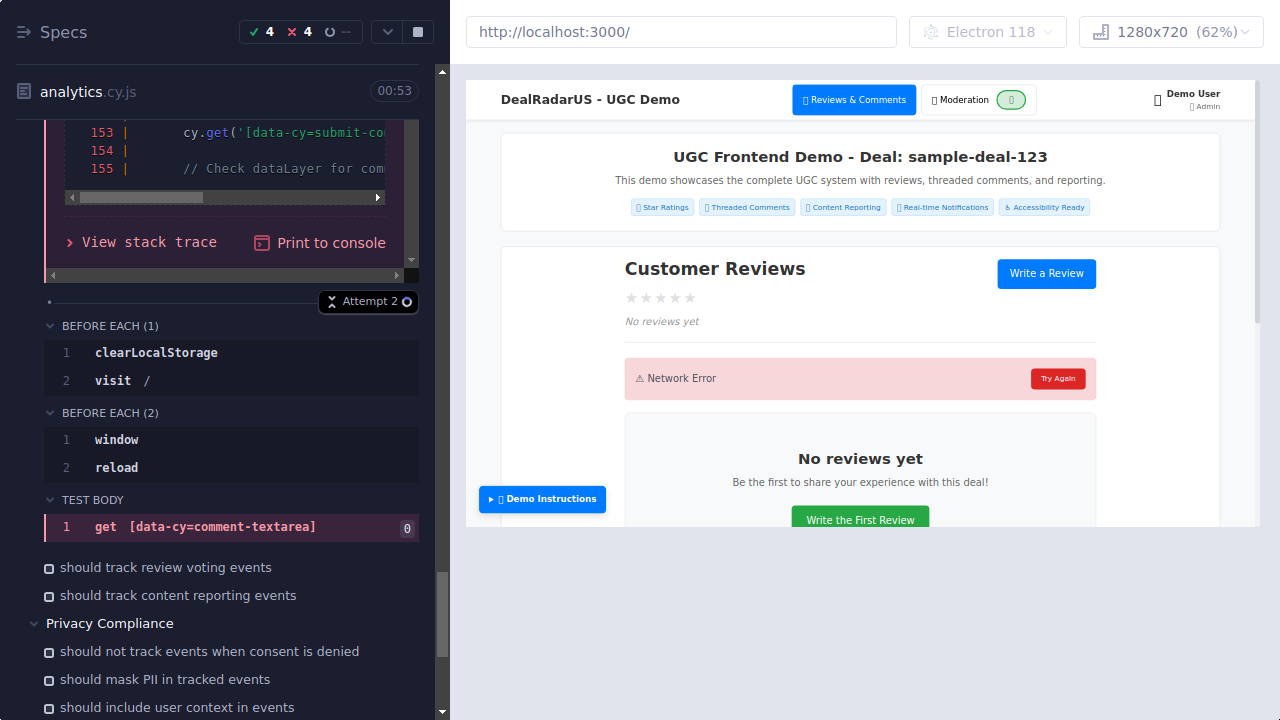 Specs
4
4
--
analytics.cy.js
00:53
153 |
cy.get('[data-cy=submit-co
154 |
155 |
// Check dataLayer for com
View stack trace
Print to console
Attempt 2
BEFORE EACH (1)
1 clearLocalStorage
2 visit /
BEFORE EACH (2)
1 window
2 reload
TEST BODY
1 get [data-cy=comment-textarea] 0
should track review voting events
should track content reporting events
Privacy Compliance
should not track events when consent is denied
should mask PII in tracked events
should include user context in events
http://localhost:3000/
Electron 118
1280x720 (62%)
DealRadarUS - UGC Demo
Reviews & Comments
Moderation
Demo User
Admin
UGC Frontend Demo - Deal: sample-deal-123
This demo showcases the complete UGC system with reviews, threaded comments, and reporting.
Star Ratings
Threaded Comments
Content Reporting
Real-time Notifications
Accessibility Ready
Customer Reviews
Write a Review
★★★★★
No reviews yet
⚠ Network Error
Try Again
No reviews yet
Be the first to share your experience with this deal!
Write the First Review
▸ Demo Instructions